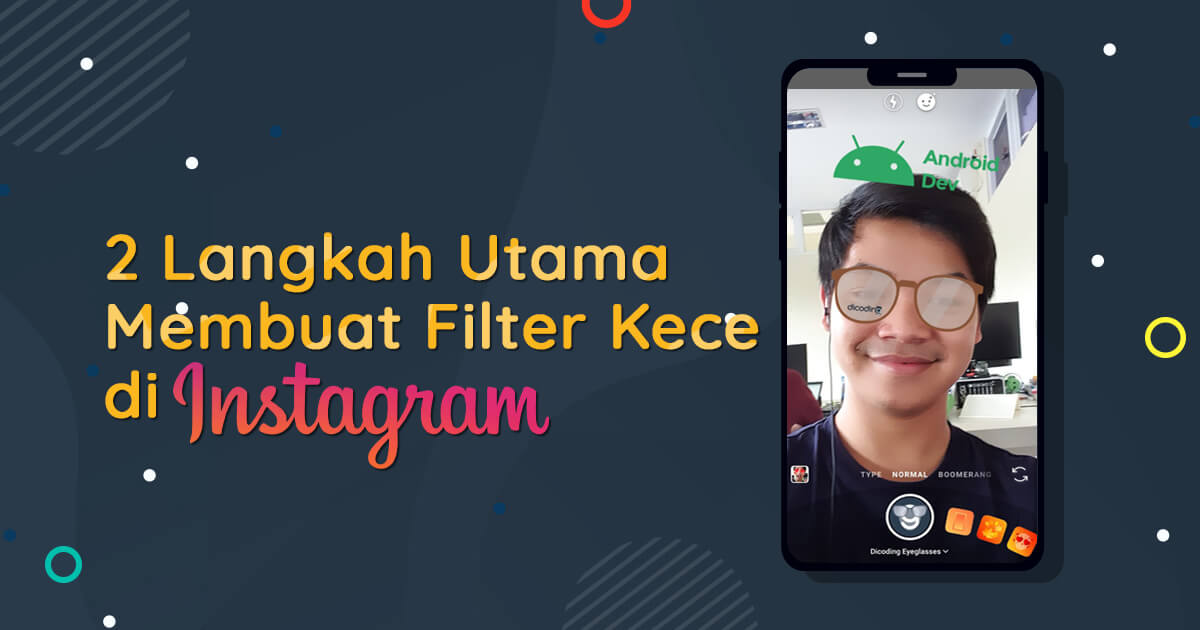 2 Langkah Utama
Membuat Filter Kece
di Instagram
Android
Dev
dicoding
TYPE NORMAL BOOMERANG
Dicoding Eyeglasses